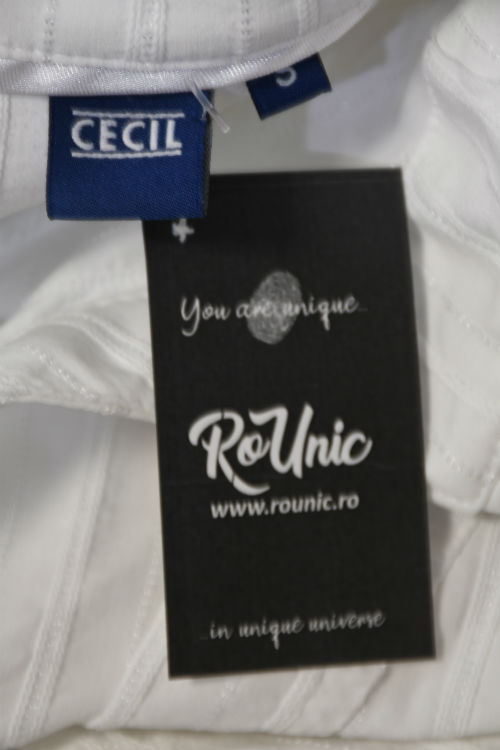 CECIL
S
You are unique...
RoUnic
www.rounic.ro
...in unique universe